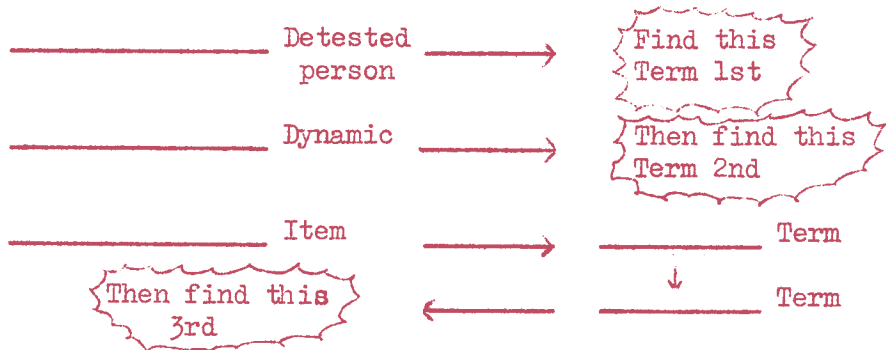 Detested
person
Find this
Term 1st
Dynamic
Then find this
Term 2nd
Item
Term
Then find this
3rd
Term